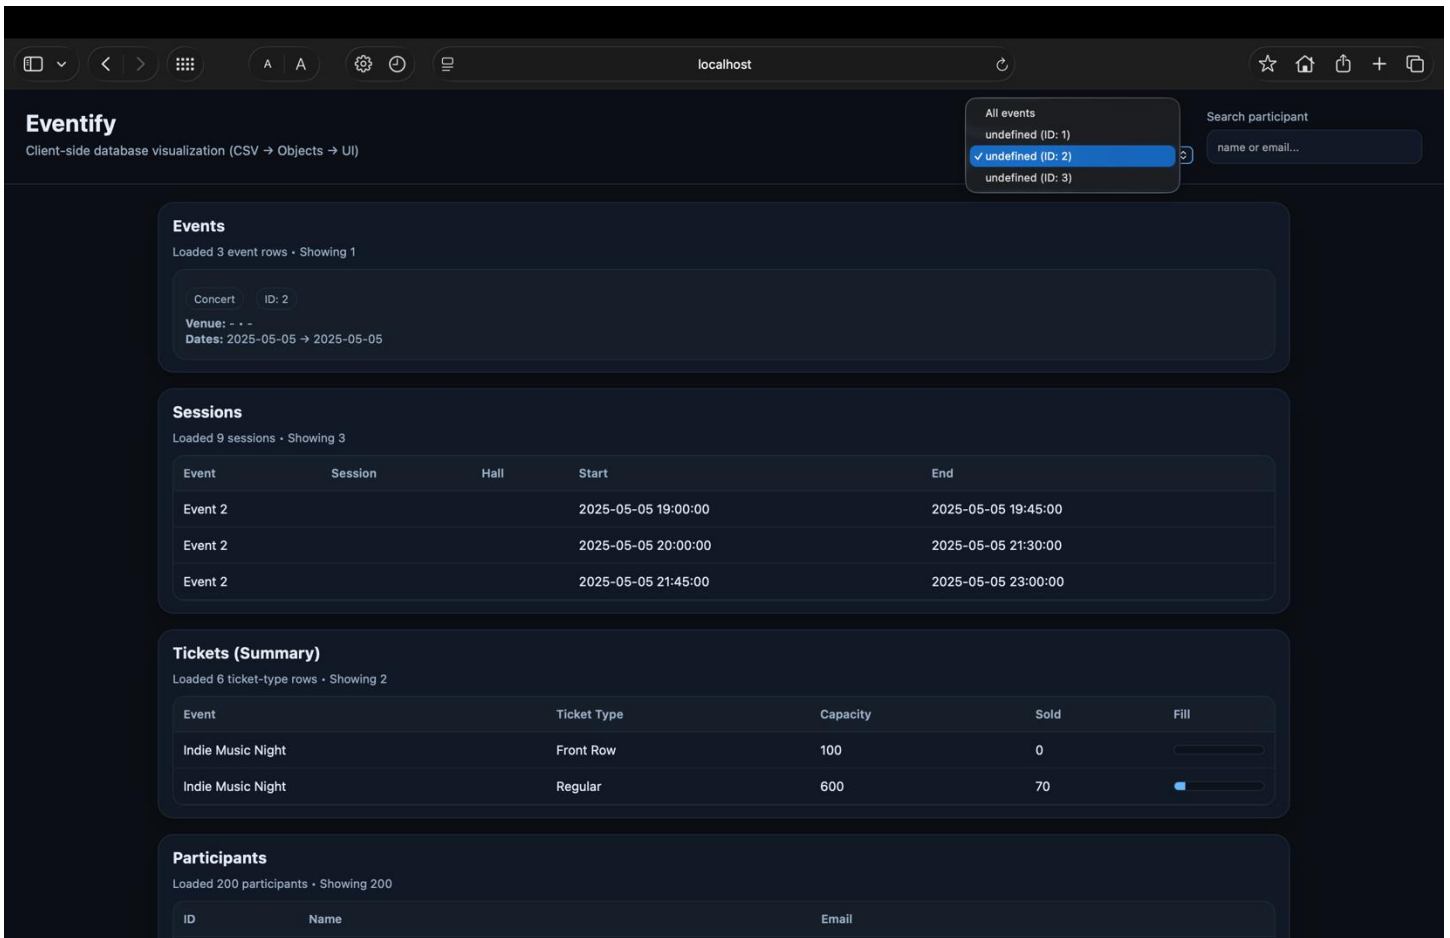 A A
localhost
Eventify
Client-side database visualization (CSV → Objects → UI)
All events
undefined (ID: 1)
✓ undefined (ID: 2)
undefined (ID: 3)
Search participant
name or email...
Events
Loaded 3 event rows • Showing 1
Concert ID: 2
Venue: - • -
Dates: 2025-05-05 → 2025-05-05
Sessions
Loaded 9 sessions • Showing 3
Event Session Hall Start End
Event 2 2025-05-05 19:00:00 2025-05-05 19:45:00
Event 2 2025-05-05 20:00:00 2025-05-05 21:30:00
Event 2 2025-05-05 21:45:00 2025-05-05 23:00:00
Tickets (Summary)
Loaded 6 ticket-type rows • Showing 2
Event Ticket Type Capacity Sold Fill
Indie Music Night Front Row 100 0
Indie Music Night Regular 600 70
Participants
Loaded 200 participants • Showing 200
ID Name Email